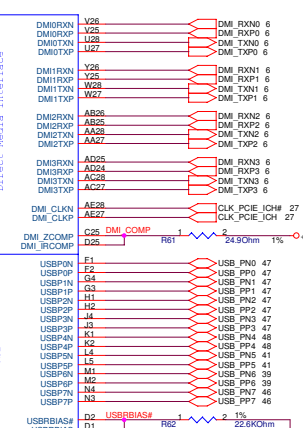 DMI0RXN V26 DMI_RXN0 6
DMI0RXP V25 DMI_RXP0 6
DMI0TXN U28 DMI_TXN0 6
DMI0TXP U27 DMI_TXP0 6
DMI1RXN Y26 DMI_RXN1 6
DMI1RXP Y25 DMI_RXP1 6
DMI1TXN W28 DMI_TXN1 6
DMI1TXP W27 DMI_TXP1 6
DMI2RXN AB26 DMI_RXN2 6
DMI2RXP AB25 DMI_RXP2 6
DMI2TXN AA28 DMI_TXN2 6
DMI2TXP AA27 DMI_TXP2 6
DMI3RXN AD25 DMI_RXN3 6
DMI3RXP AD24 DMI_RXP3 6
DMI3TXN AC28 DMI_TXN3 6
DMI3TXP AC27 DMI_TXP3 6
DMI_CLKN AE28 CLK_PCIE_ICH# 27
DMI_CLKP AE27 CLK_PCIE_ICH 27
DMI_ZCOMP C25 DMI_COMP 1 2
DMI_IRCOMP D25 R61 24.9Ohm 1%
USBP0N F1 USB_PN0 47
USBP0P F2 USB_PP0 47
USBP1N G4 USB_PN1 47
USBP1P G3 USB_PP1 47
USBP2N H1 USB_PN2 47
USBP2P H2 USB_PP2 47
USBP3N J4 USB_PN3 47
USBP3P J3 USB_PP3 47
USBP4N K1 USB_PN4 48
USBP4P K2 USB_PP4 48
USBP5N L4 USB_PN5 41
USBP5P L5 USB_PP5 41
USBP6N M1 USB_PN6 39
USBP6P M2 USB_PP6 39
USBP7N N4 USB_PN7 46
USBP7P N3 USB_PP7 46
USBRBIAS# D2 USBRBIAS# 1 2 1%
D1 R62 22.6KOhm
Direct Media Interface